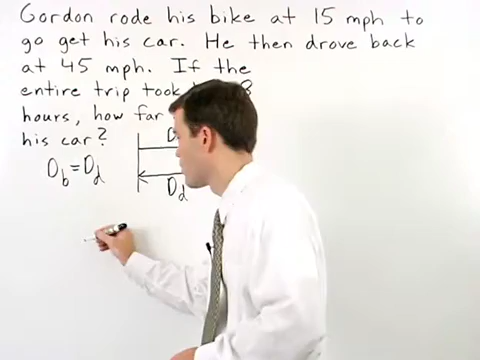 Gordon rode his bike at 15 mph to
go get his car. He then drove back
at 45 mph. If the
entire trip took 8
hours, how far
his car?
D
D_b = D_d
D_d